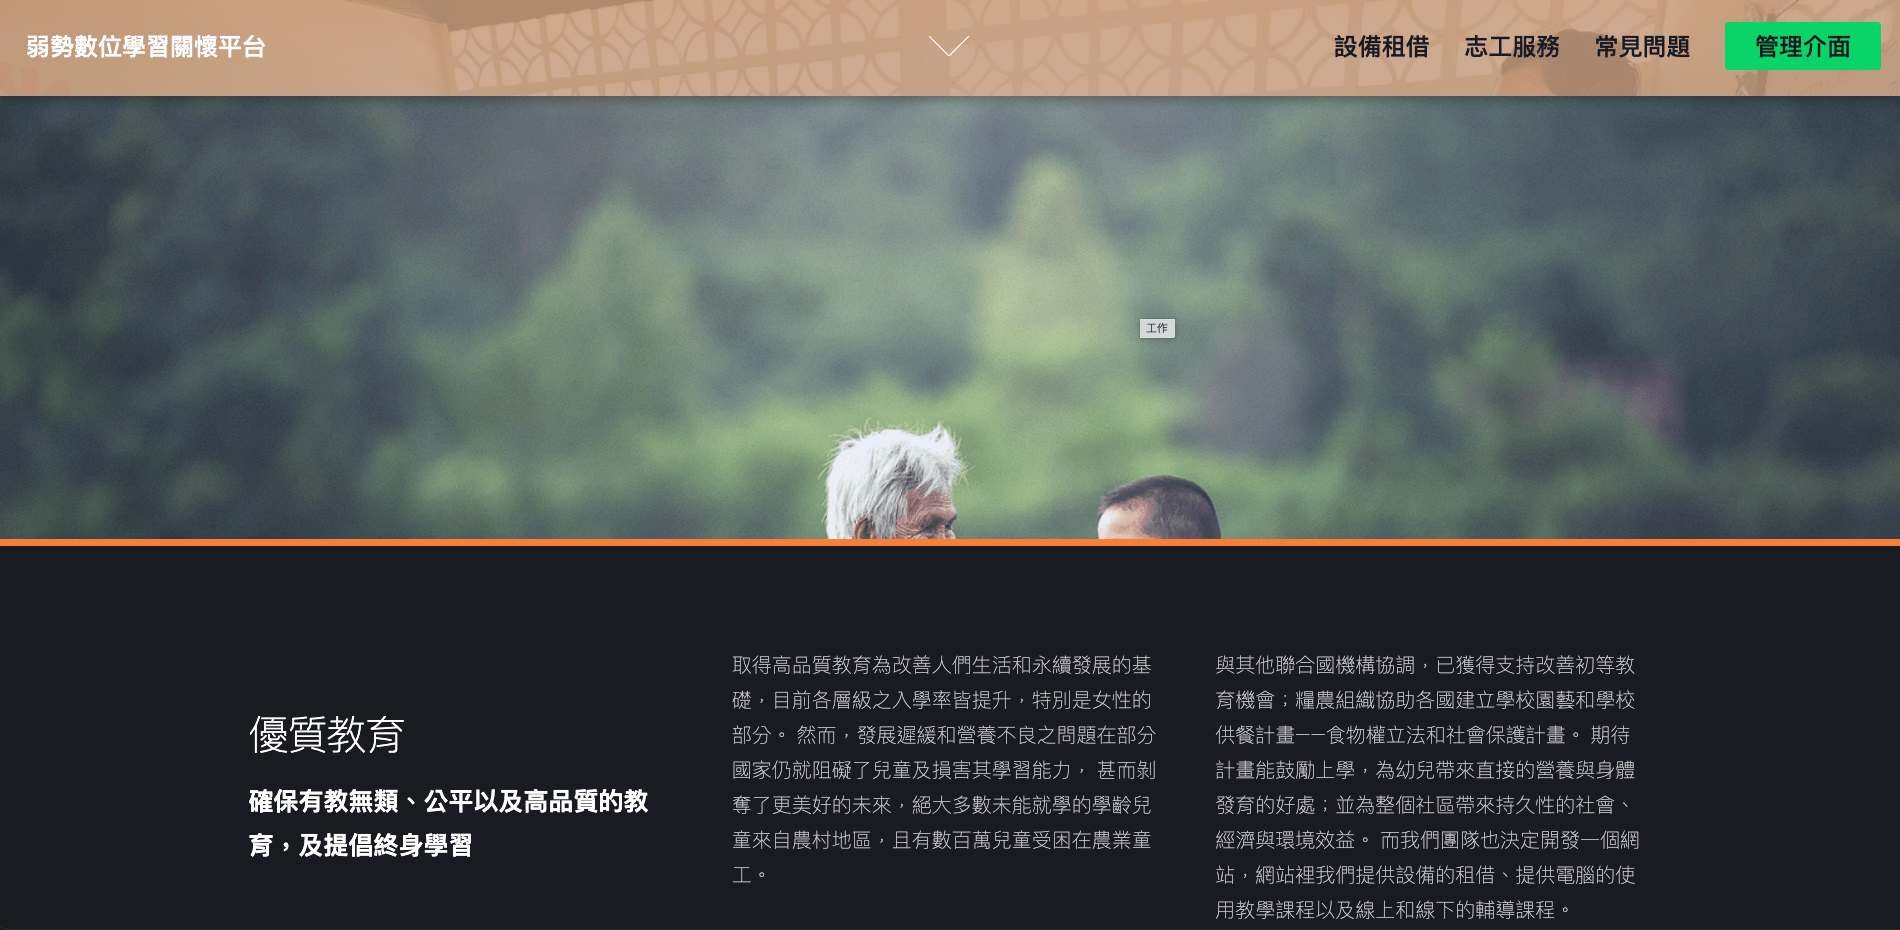 弱勢數位學習關懷平台
設備租借 志工服務 常見問題 管理介面
工作
優質教育
確保有教無類、公平以及高品質的教
育，及提倡終身學習
取得高品質教育為改善人們生活和永續發展的基
礎，目前各層級之入學率皆提升，特別是女性的
部分。 然而，發展遲緩和營養不良之問題在部分
國家仍就阻礙了兒童及損害其學習能力， 甚而剝
奪了更美好的未來，絕大多數未能就學的學齡兒
童來自農村地區，且有數百萬兒童受困在農業童
工。
與其他聯合國機構協調，已獲得支持改善初等教
育機會；糧農組織協助各國建立學校園藝和學校
供餐計畫——食物權立法和社會保護計畫。 期待
計畫能鼓勵上學，為幼兒帶來直接的營養與身體
發育的好處；並為整個社區帶來持久性的社會、
經濟與環境效益。 而我們團隊也決定開發一個網
站，網站裡我們提供設備的租借、提供電腦的使
用教學課程以及線上和線下的輔導課程。